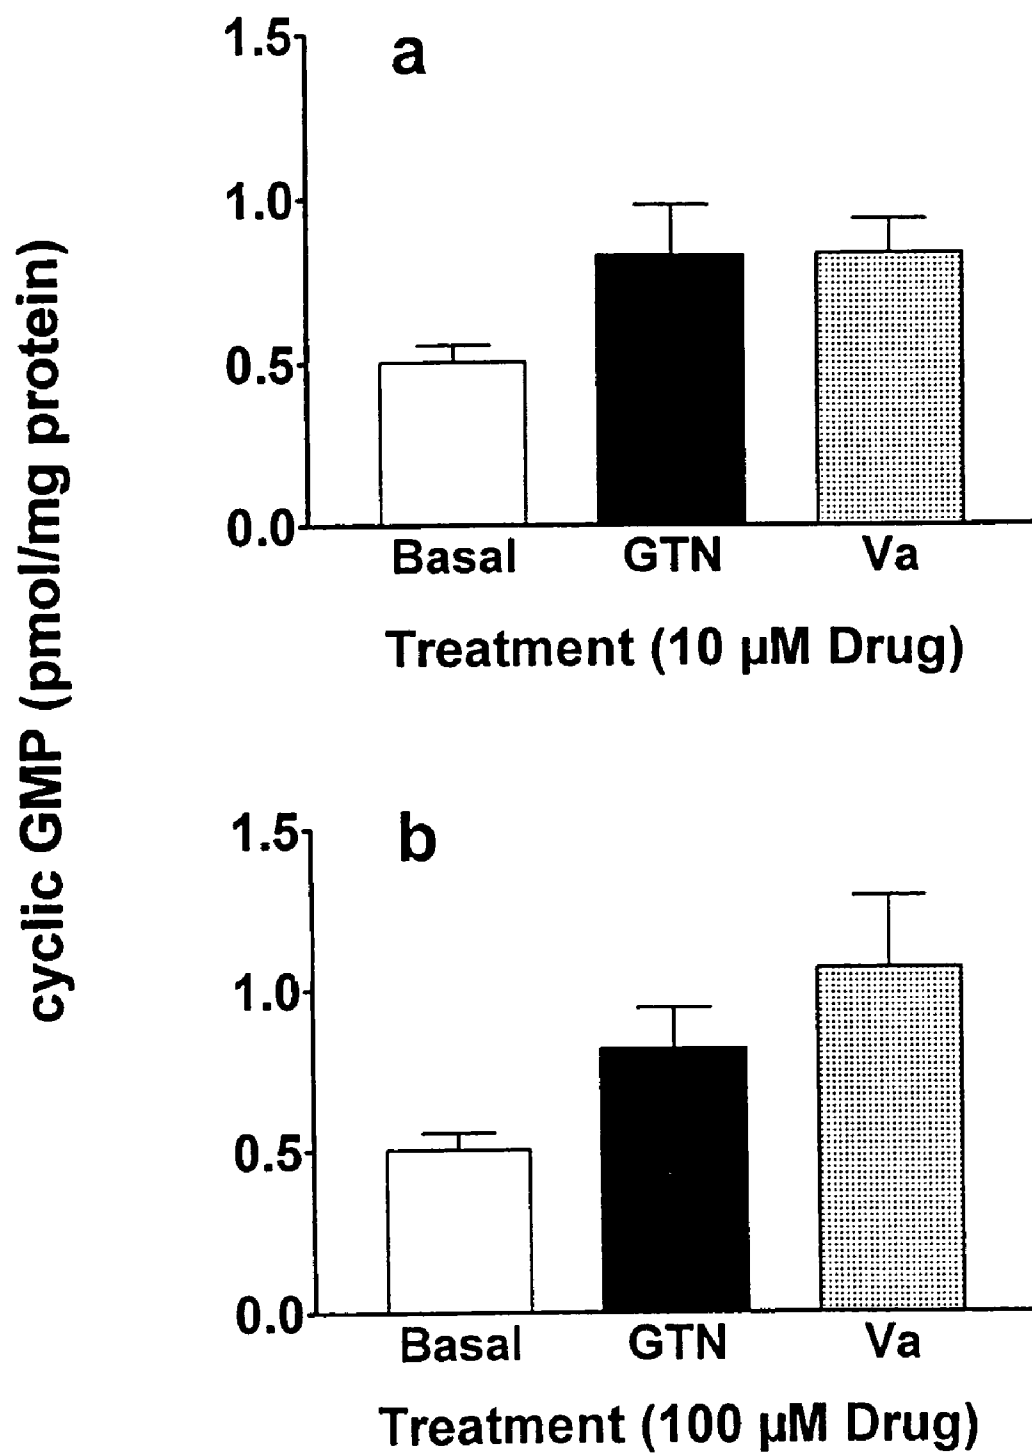 cyclic GMP (pmol/mg protein)
a
1.5
1.0
0.5
0.0
Basal GTN Va
Treatment (10 µM Drug)
b
1.5
1.0
0.5
0.0
Basal GTN Va
Treatment (100 µM Drug)